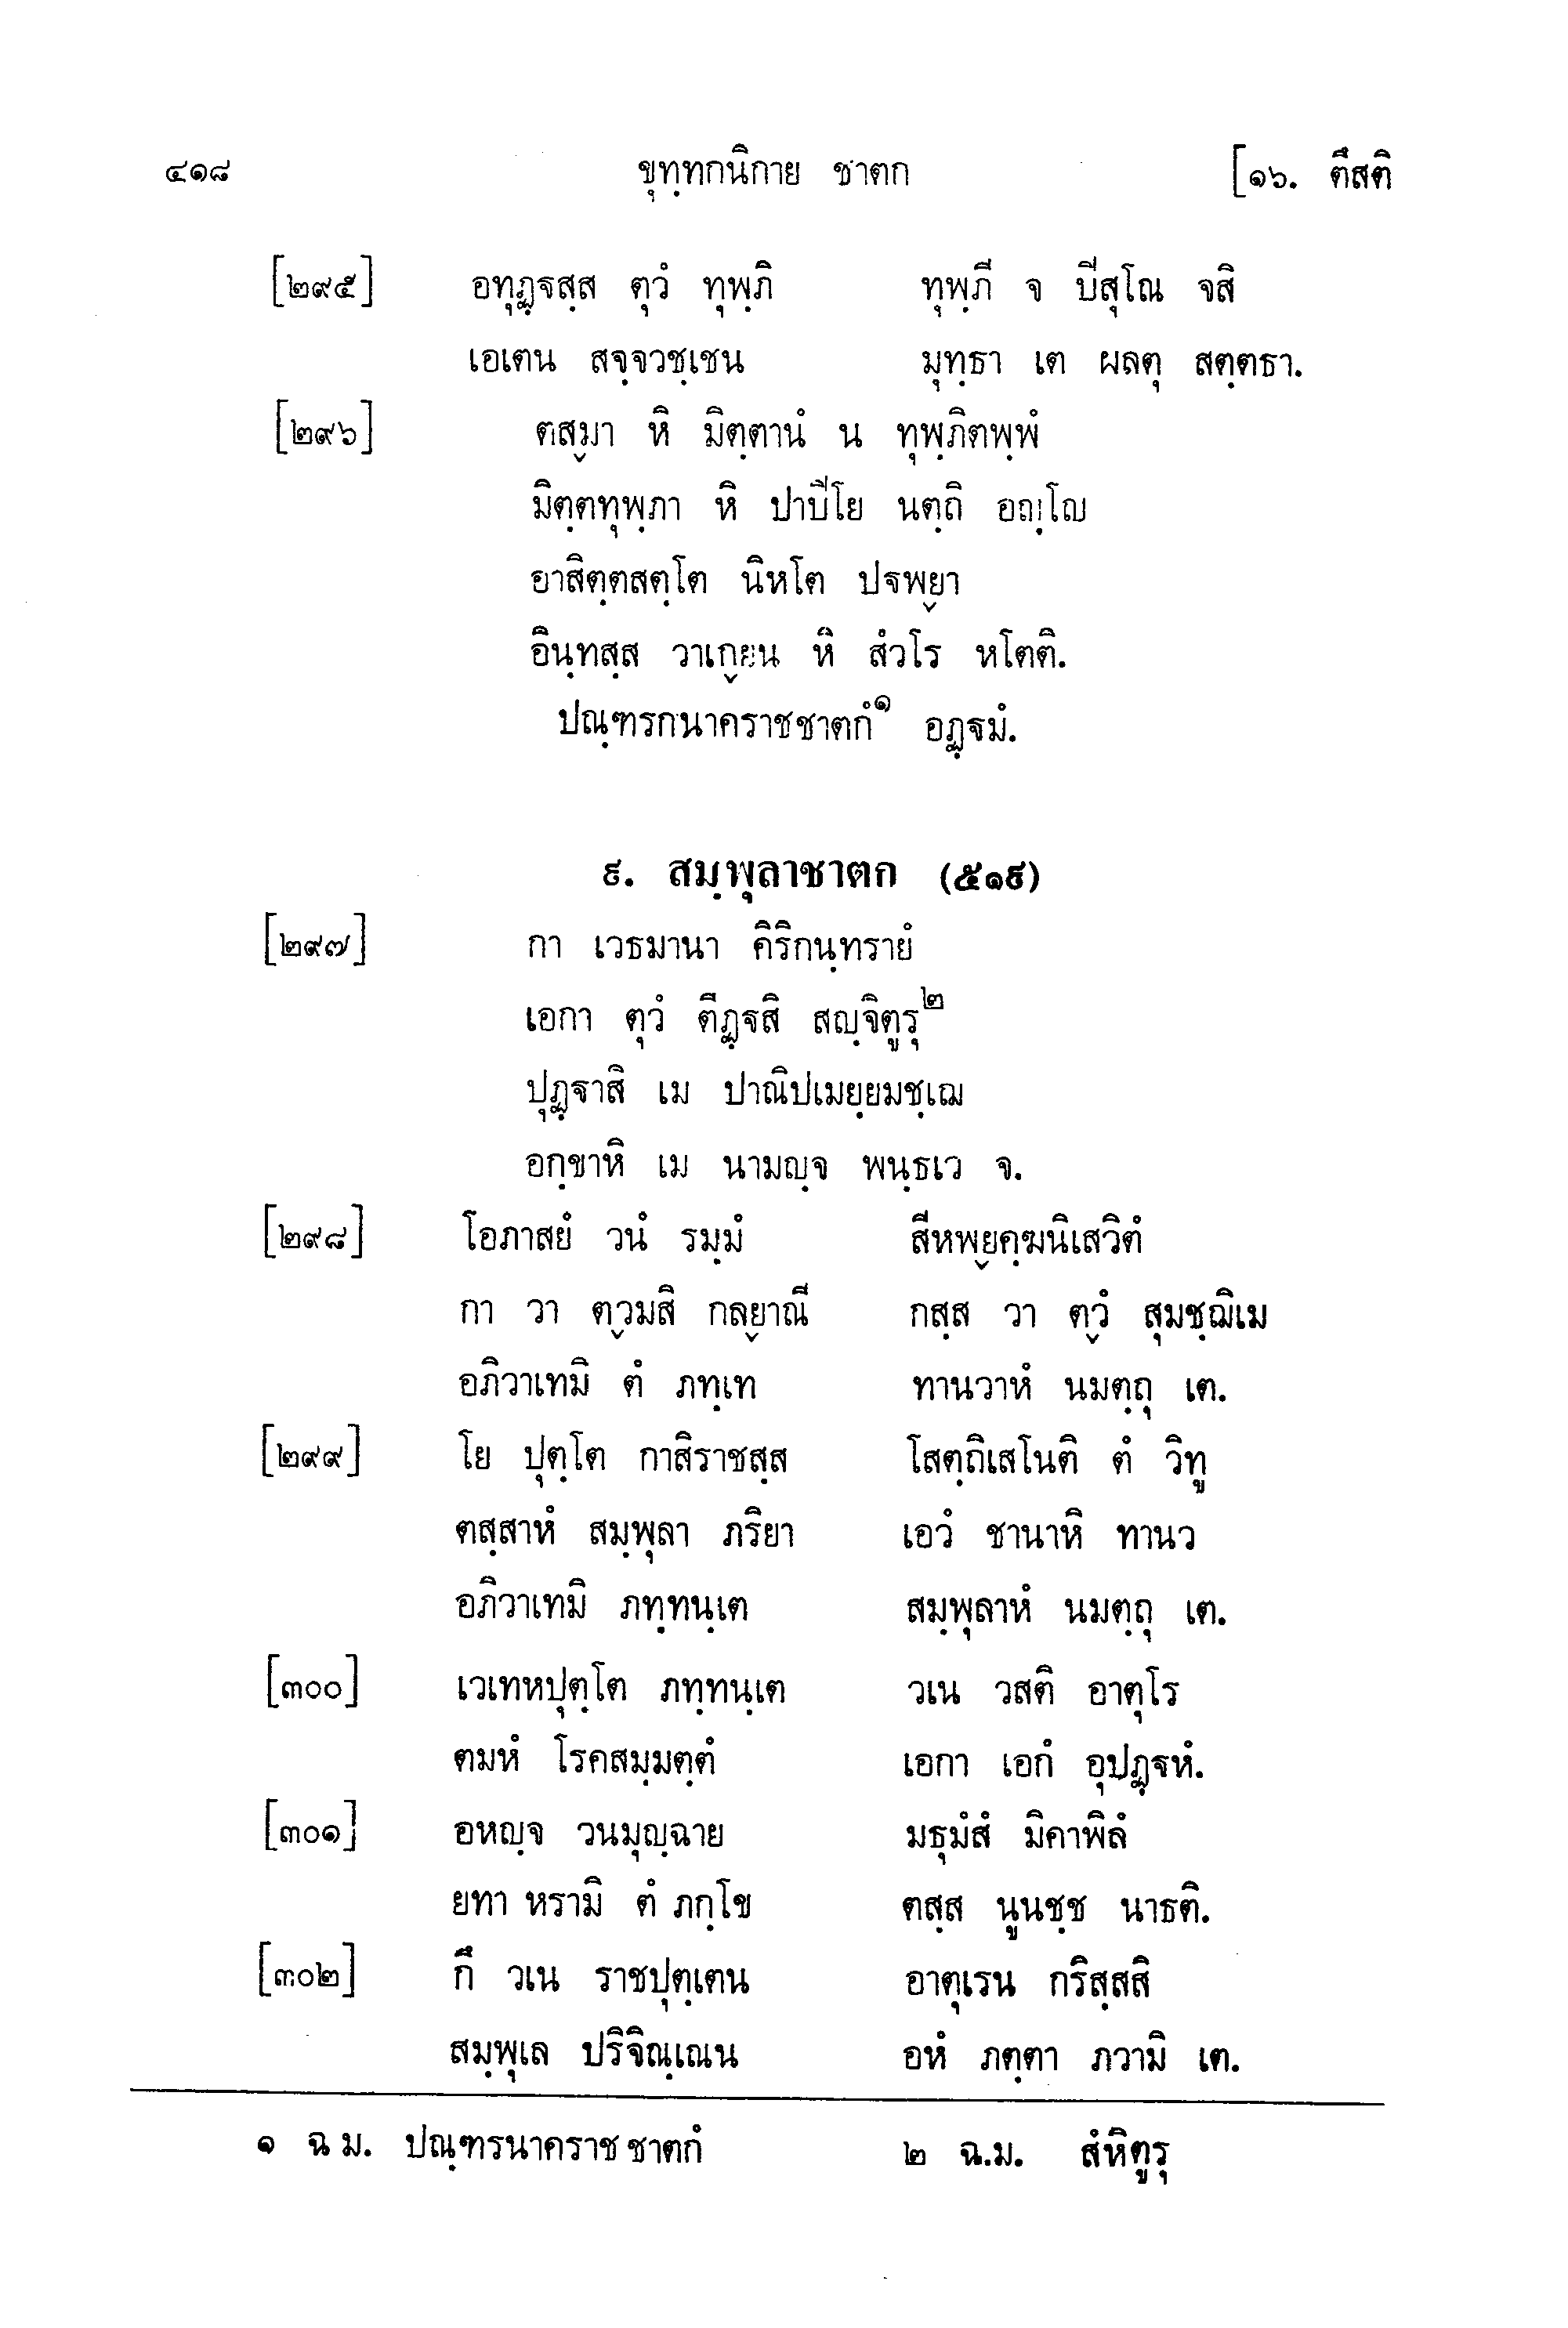 ๔๑๘ ขุทฺทกนิกาย ชาตก [๑๖. ตึสติ
[๒๙๕] อทุฏฺฐสฺส ตุวํ ทุพฺภิ ทุพฺภี จ ปิสุโณ จสิ
เอเตน สจฺจวชฺเชน มุทฺธา เต ผลตุ สตฺตธา.
[๒๙๖] ตสฺมา หิ มิตฺตานํ น ทุพฺภิตพฺพํ
มิตฺตทุพฺภา หิ ปาปิโย นตฺถิ อญฺโญ
อาสิตฺตสตฺโต นิหโต ปฐพฺยา
อินฺทสฺส วาเกฺยน หิ สํวโร หโตติ.
ปณฺฑรกนาคราชชาตกํ๑ อฏฺฐมํ.
๙. สมฺพุลาชาตก (๕๑๙)
[๒๙๗] กา เวธมานา คิริกนฺทรายํ
เอกา ตุวํ ติฏฺฐสิ สญฺจิตูรุ๒
ปุฏฺฐาสิ เม ปาณิปเมยฺยมชฺเฌ
อกฺขาหิ เม นามญฺจ พนฺธเว จ.
[๒๙๘] โอภาสยํ วนํ รมฺมํ สีหพฺยคฺฆนิเสวิตํ
กา วา ตฺวมสิ กลฺยาณี กสฺส วา ตฺวํ สุมชฺฌิเม
อภิวาเทมิ ตํ ภทฺเท ทานวาหํ นมตฺถุ เต.
[๒๙๙] โย ปุตฺโต กาสิราชสฺส โสตฺถิเสโนติ ตํ วิทู
ตสฺสาหํ สมฺพุลา ภริยา เอวํ ชานาหิ ทานว
อภิวาเทมิ ภทฺทนฺเต สมฺพุลาหํ นมตฺถุ เต.
[๓๐๐] เวเทหปุตฺโต ภทฺทนฺเต วเน วสติ อาตุโร
ตมหํ โรคสมฺมตฺตํ เอกา เอกํ อุปฏฺฐหํ.
[๓๐๑] อหญฺจ วนมุญฺฉาย มธุมํสํ มิคาพิลํ
ยทา หรามิ ตํ ภกฺโข ตสฺส นูนชฺช นาธติ.
[๓๐๒] กึ วเน ราชปุตฺเตน อาตุเรน กริสฺสสิ
สมฺพุเล ปริจิณฺเณน อหํ ภตฺตา ภวามิ เต.
๑ ฉ ม. ปณฺฑรนาคราชชาตกํ ๒ ฉ.ม. สํหิตูรุ